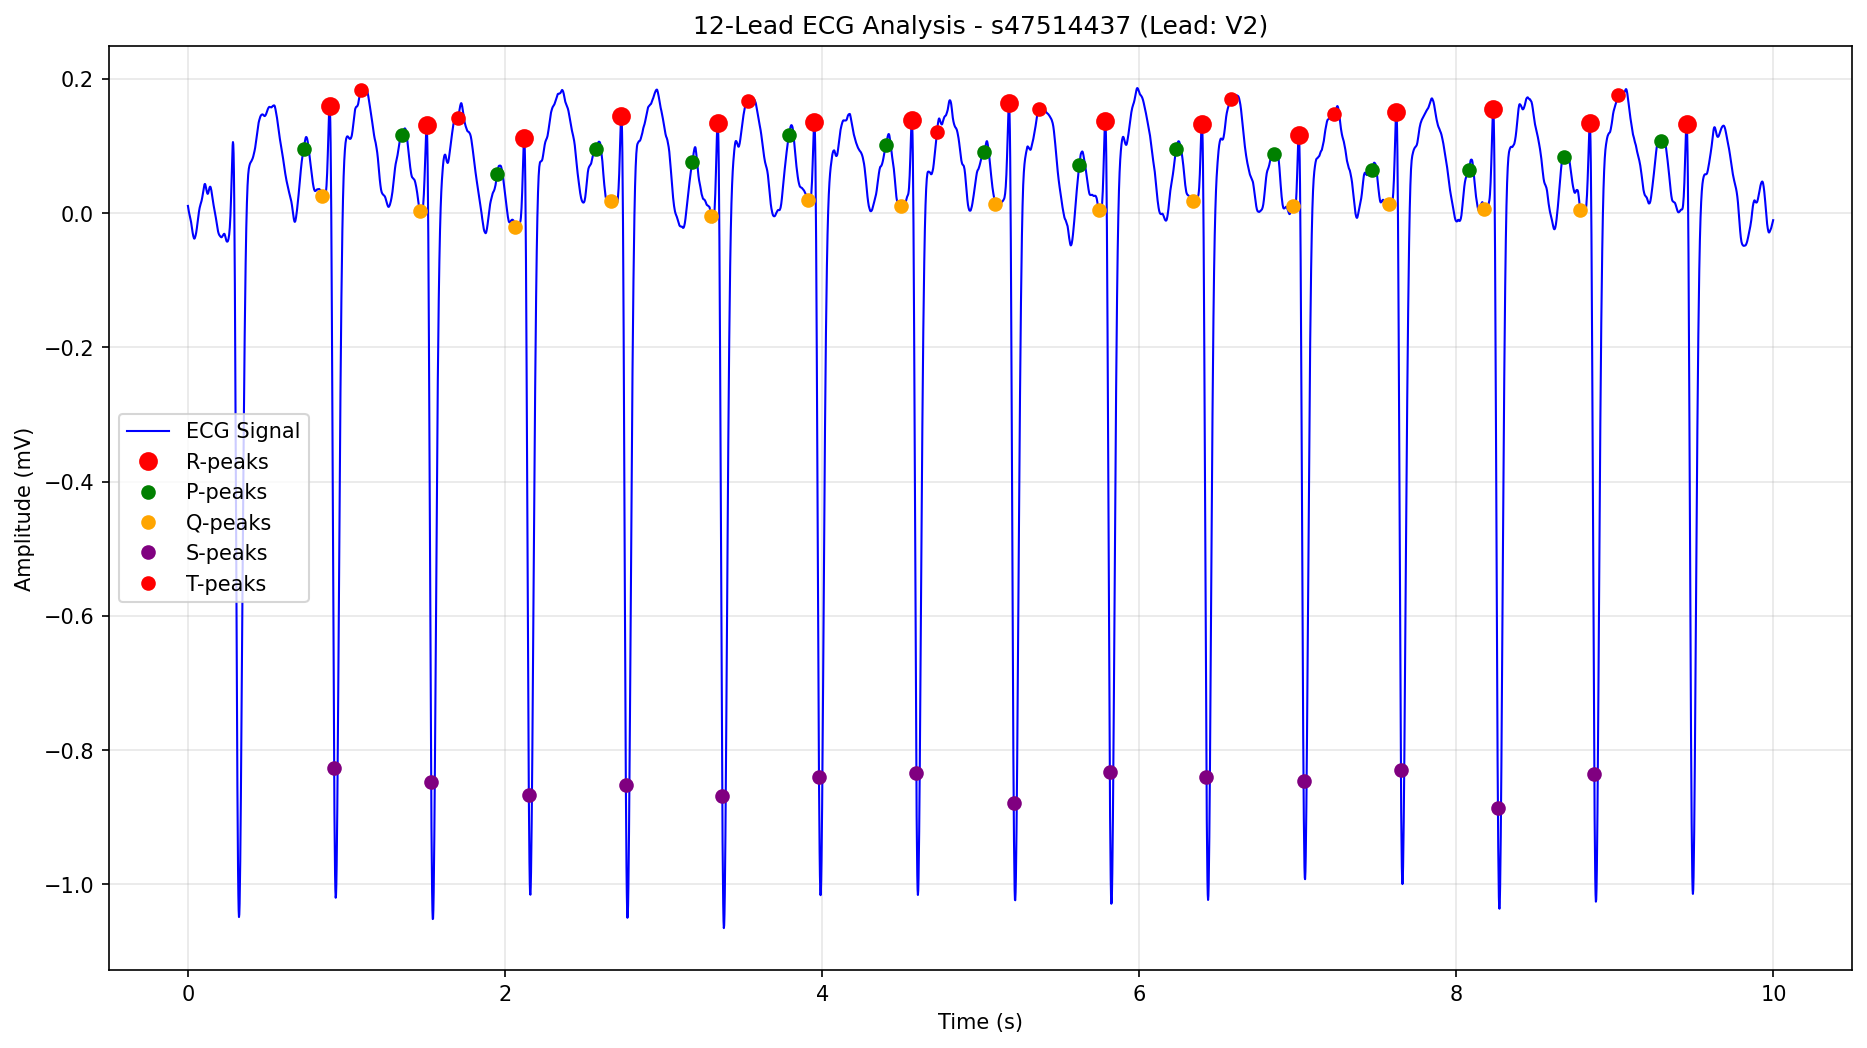 12-Lead ECG Analysis - s47514437 (Lead: V2)
0.2
0.0
−0.2
−0.4
−0.6
−0.8
−1.0
Amplitude (mV)
ECG Signal
R-peaks
P-peaks
Q-peaks
S-peaks
T-peaks
0 2 4 6 8 10
Time (s)